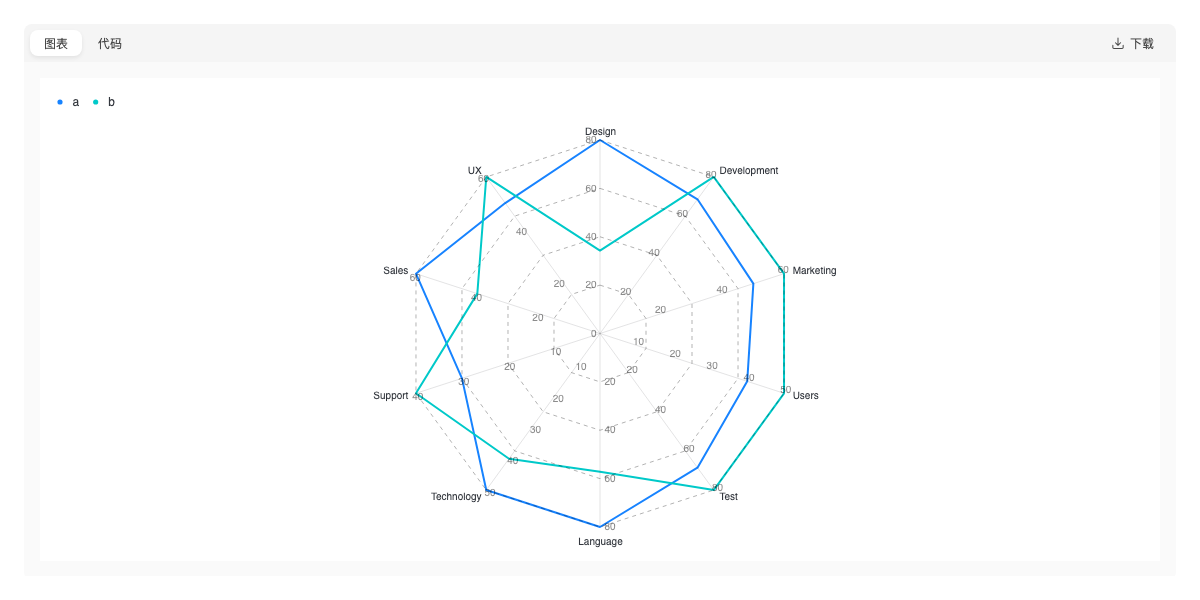 图表 代码 下载
a b
Design
80
UX 60 80 Development
60 60
40 40 40
Sales 60 60 Marketing
20 20 20 40
40 20 20
0
10 10 20 30
20 10 20 40
Support 40 30 50 Users
20 40
30 40
40 60
Technology 50 60 80 Test
80
Language